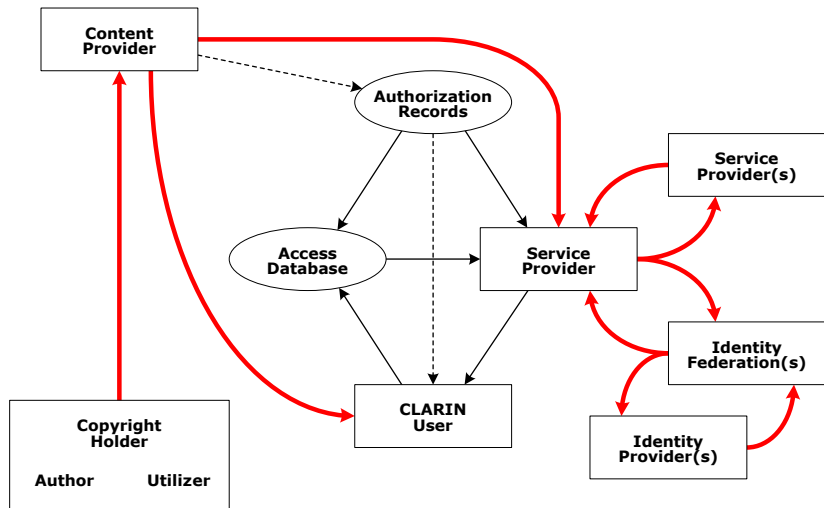 Content
Provider
Authorization
Records
Service
Provider(s)
Access
Database
Service
Provider
Identity
Federation(s)
CLARIN
User
Copyright
Holder
Author Utilizer
Identity
Provider(s)